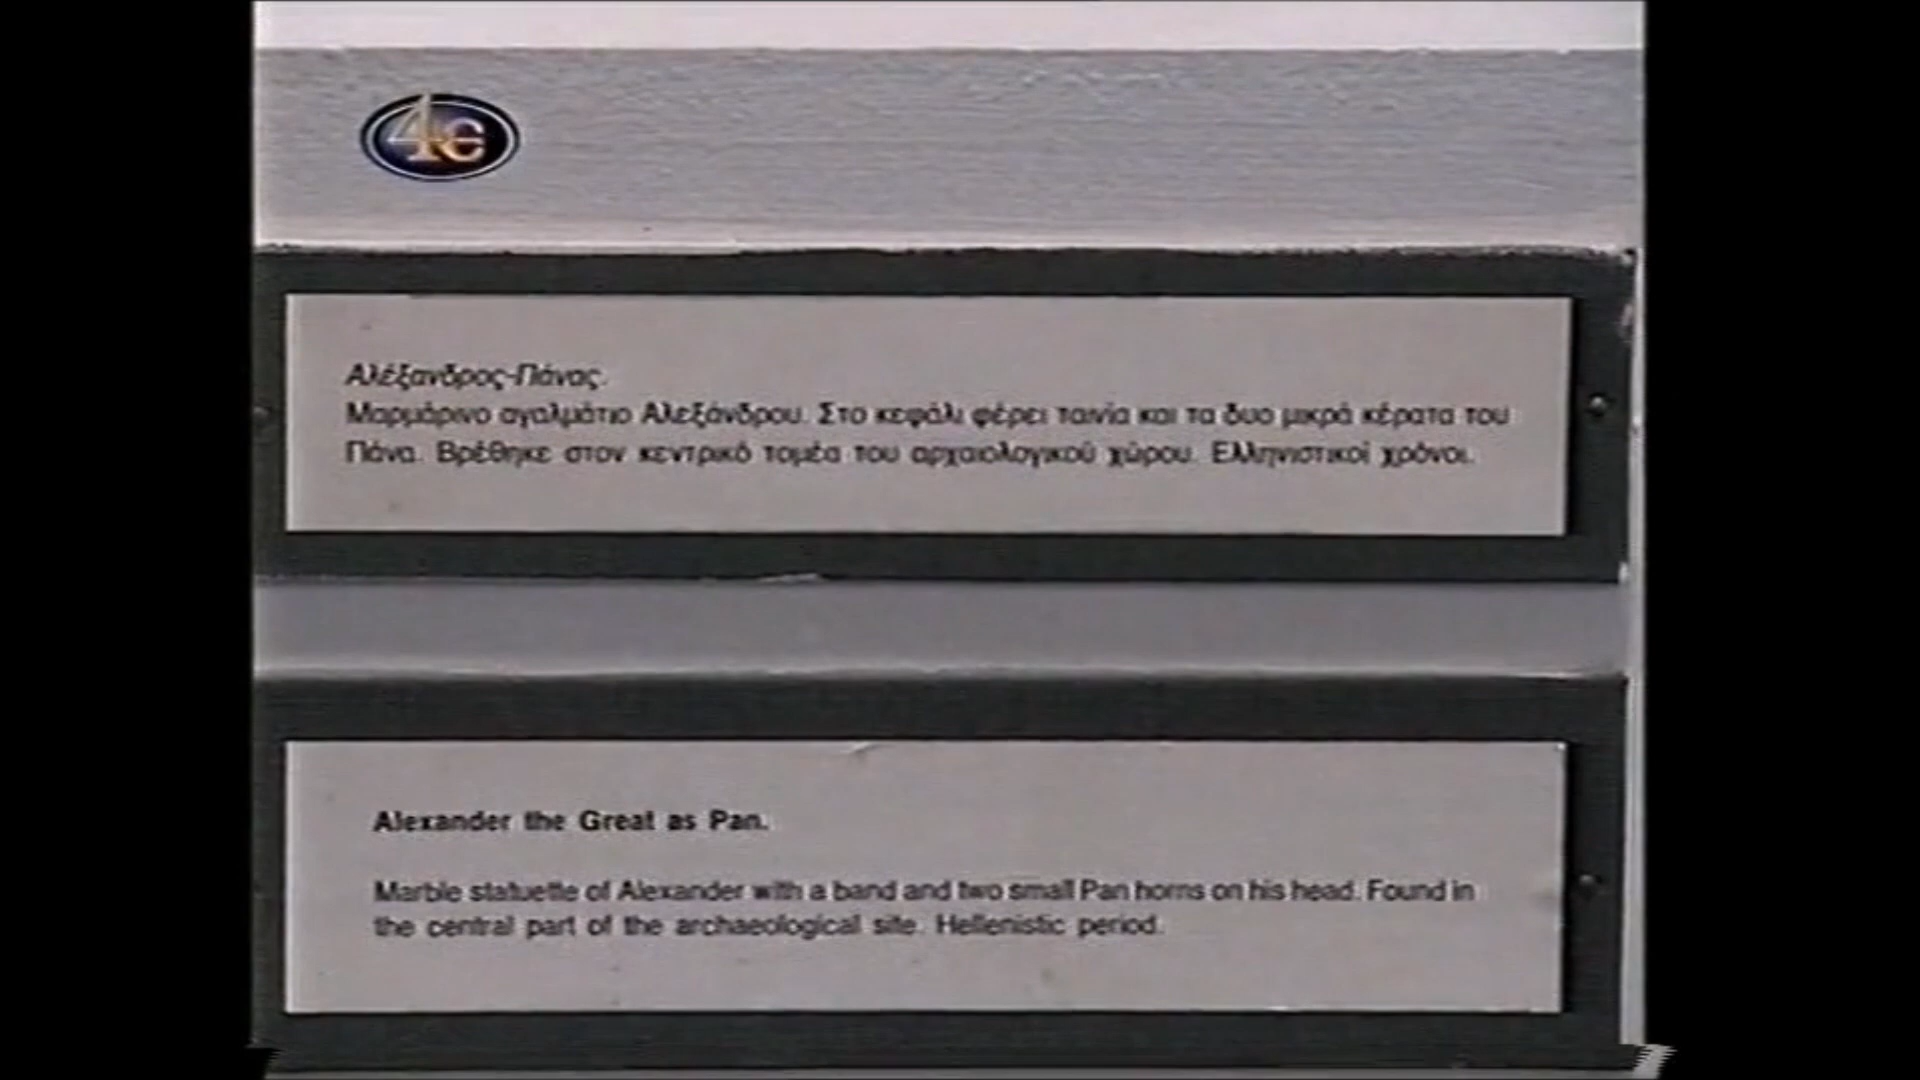 4e
Αλέξανδρος-Πάνας.
Μαρμάρινο αγαλμάτιο Αλεξάνδρου. Στο κεφάλι φέρει ταινία και τα δυο μικρά κέρατα του
Πάνα. Βρέθηκε στον κεντρικό τομέα του αρχαιολογικού χώρου. Ελληνιστικοί χρόνοι.
Alexander the Great as Pan.
Marble statuette of Alexander with a band and two small Pan horns on his head. Found in
the central part of the archaeological site. Hellenistic period.